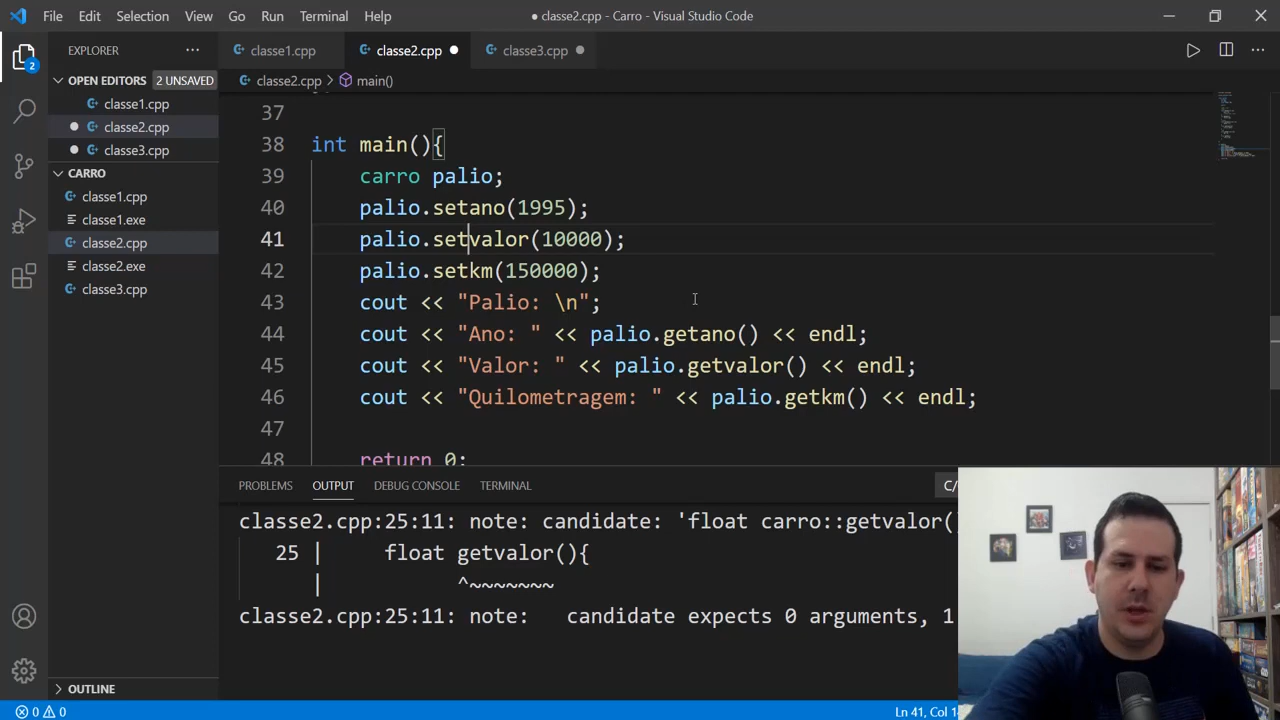 File Edit Selection View Go Run Terminal Help
● classe2.cpp - Carro - Visual Studio Code
EXPLORER
classe1.cpp
classe2.cpp
classe3.cpp
OPEN EDITORS 2 UNSAVED
classe2.cpp > main()
classe1.cpp
classe2.cpp
classe3.cpp
CARRO
classe1.cpp
classe1.exe
classe2.cpp
classe2.exe
classe3.cpp
OUTLINE
2
37
38 int main(){
39 carro palio;
40 palio.setano(1995);
41 palio.setvalor(10000);
42 palio.setkm(150000);
43 cout << "Palio: \n";
44 cout << "Ano: " << palio.getano() << endl;
45 cout << "Valor: " << palio.getvalor() << endl;
46 cout << "Quilometragem: " << palio.getkm() << endl;
47
48 return 0;
PROBLEMS OUTPUT DEBUG CONSOLE TERMINAL
C/
classe2.cpp:25:11: note: candidate: 'float carro::getvalor(
25 | float getvalor(){
| ^~~~~~~~
classe2.cpp:25:11: note: candidate expects 0 arguments, 1
0 0
Ln 41, Col